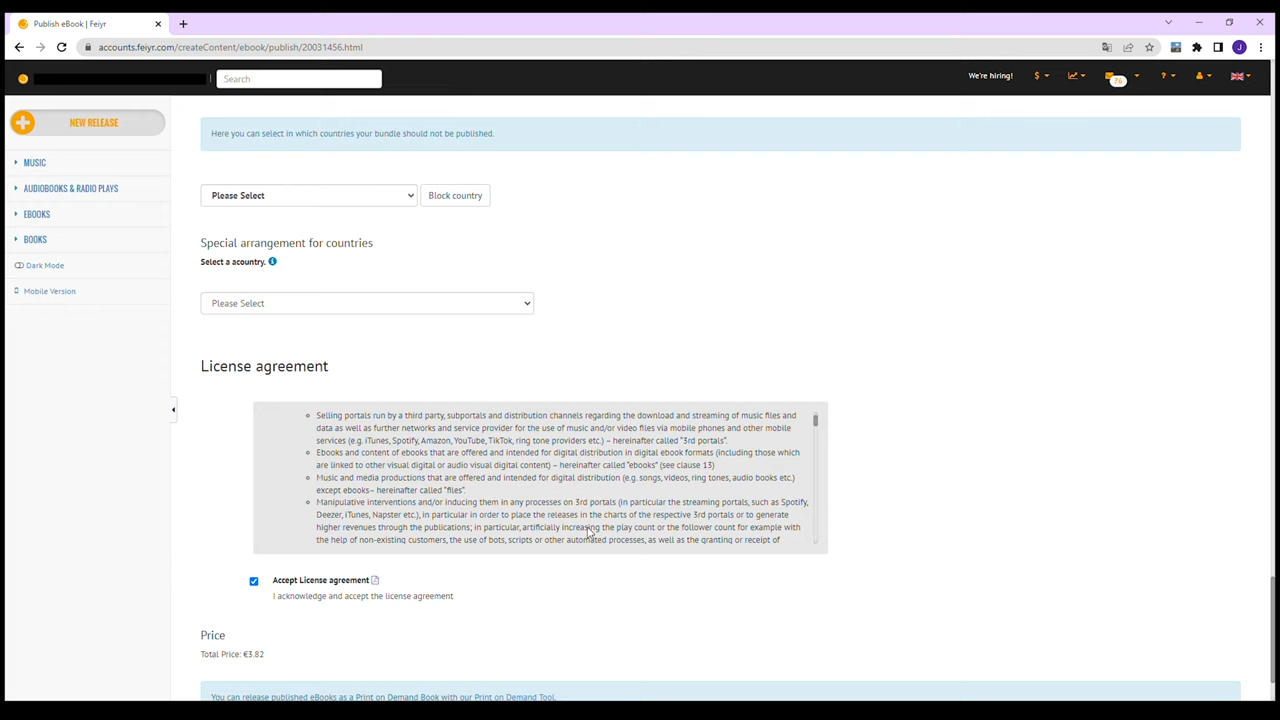 Publish eBook | Feiyr
accounts.feiyr.com/createContent/ebook/publish/20031456.html
J
Search
We're hiring!
$
76
?
NEW RELEASE
MUSIC
AUDIOBOOKS & RADIO PLAYS
EBOOKS
BOOKS
Dark Mode
Mobile Version
Here you can select in which countries your bundle should not be published.
Please Select
Block country
Special arrangement for countries
Select a acountry.
Please Select
License agreement
Selling portals run by a third party, subportals and distribution channels regarding the download and streaming of music files and
data as well as further networks and service provider for the use of music and/or video files via mobile phones and other mobile
services (e.g. iTunes, Spotify, Amazon, YouTube, TikTok, ring tone providers etc.) – hereinafter called "3rd portals".
Ebooks and content of ebooks that are offered and intended for digital distribution in digital ebook formats (including those which
are linked to other visual digital or audio visual digital content) – hereinafter called "ebooks" (see clause 13)
Music and media productions that are offered and intended for digital distribution (e.g. songs, videos, ring tones, audio books etc.)
except ebooks– hereinafter called "files".
Manipulative interventions and/or inducing them in any processes on 3rd portals (in particular the streaming portals, such as Spotify,
Deezer, iTunes, Napster etc.), in particular in order to place the releases in the charts of the respective 3rd portals or to generate
higher revenues through the publications; in particular, artificially increasing the play count or the follower count for example with
the help of non-existing customers, the use of bots, scripts or other automated processes, as well as the granting or receipt of
Accept License agreement
I acknowledge and accept the license agreement
Price
Total Price: €3.82
You can release published eBooks as a Print on Demand Book with our Print on Demand Tool.